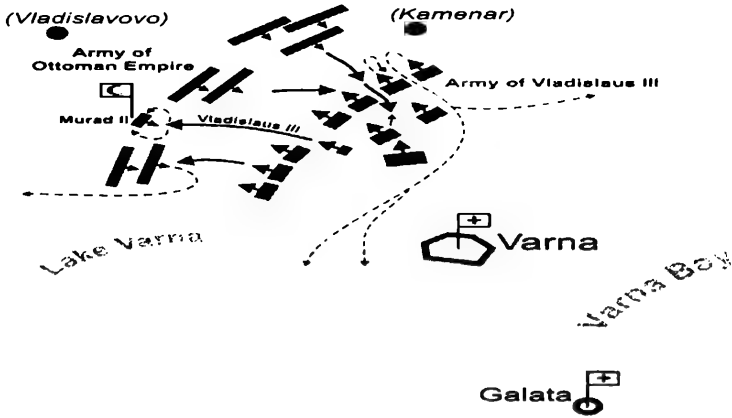 (Vladislavovo)
(Kamenar)
Army of
Ottoman Empire
Army of Vladislaus III
Murad II
Vladislaus III
Lake Varna
Varna
Varna Bay
Galata